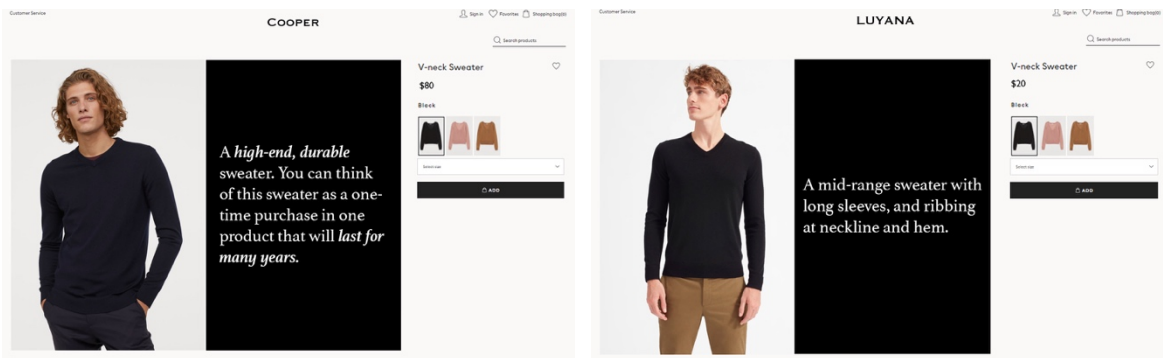 Customer Service
Sign in Favorites Shopping bag(0)
COOPER
Search products
V-neck Sweater
$80
Black
A high-end, durable
sweater. You can think
of this sweater as a one-
time purchase in one
product that will last for
many years.
Select size
ADD
Customer Service
Sign in Favorites Shopping bag(0)
LUYANA
Search products
V-neck Sweater
$20
Black
A mid-range sweater with
long sleeves, and ribbing
at neckline and hem.
Select size
ADD